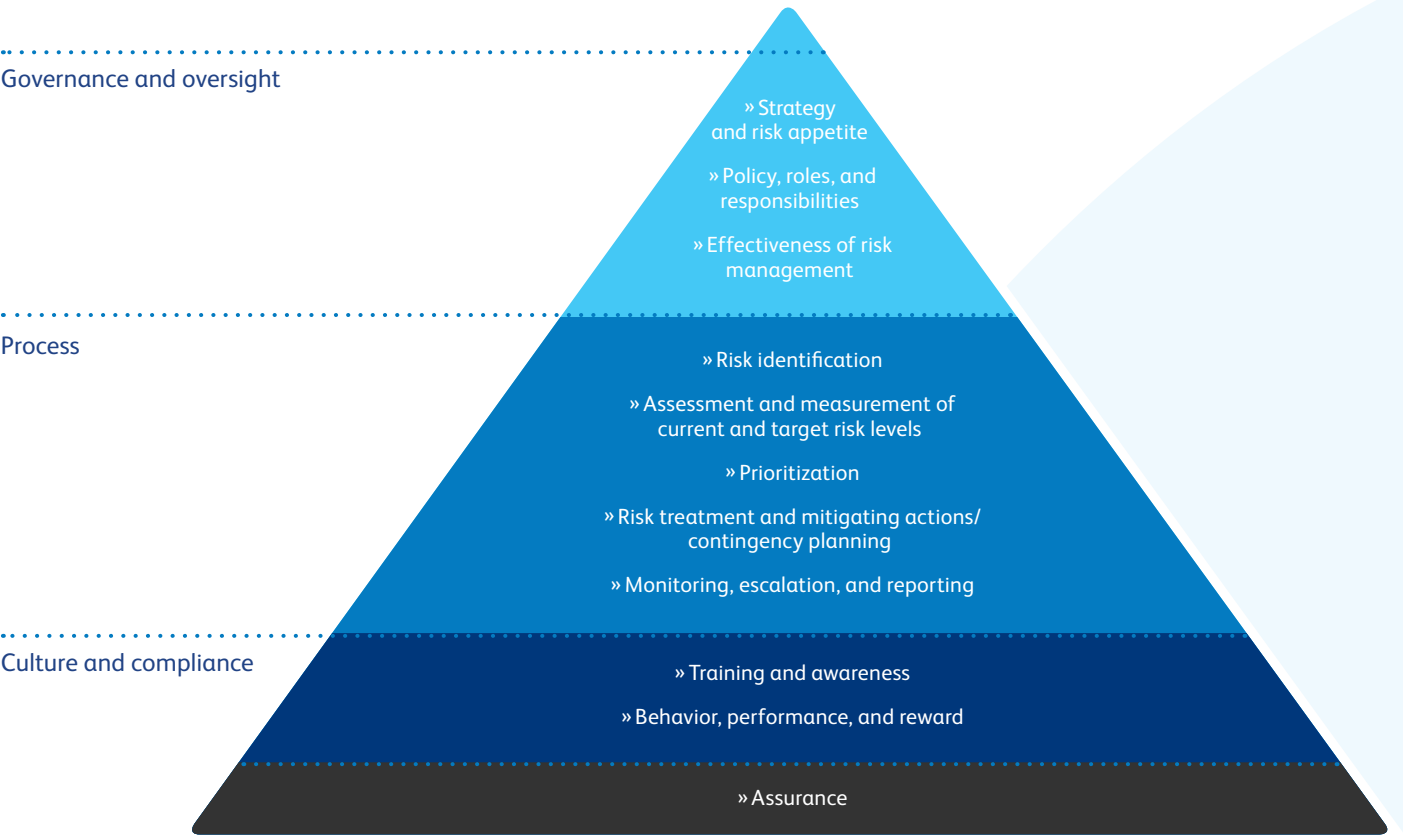 Governance and oversight
» Strategy
and risk appetite
» Policy, roles, and
responsibilities
» Effectiveness of risk
management
Process
» Risk identification
» Assessment and measurement of
current and target risk levels
» Prioritization
» Risk treatment and mitigating actions/
contingency planning
» Monitoring, escalation, and reporting
Culture and compliance
» Training and awareness
» Behavior, performance, and reward
» Assurance